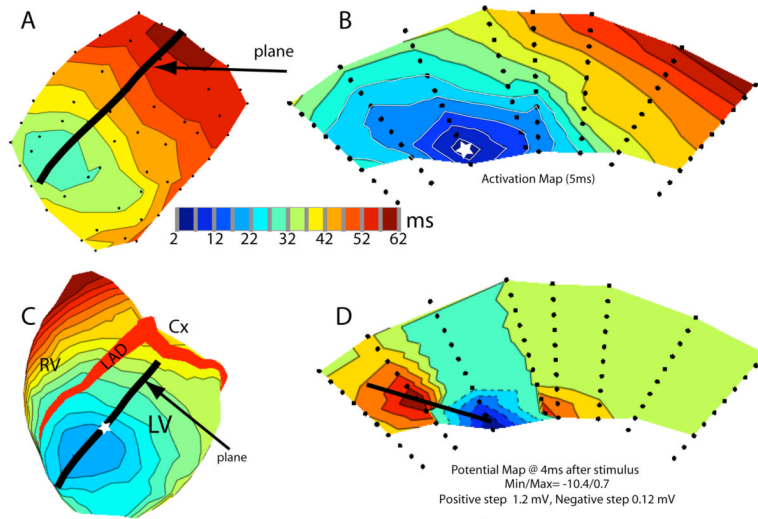 A
plane
B
Activation Map (5ms)
ms
2 12 22 32 42 52 62
C
Cx
RV
LAD
LV
plane
D
Potential Map @ 4ms after stimulus
Min/Max= -10.4/0.7
Positive step 1.2 mV, Negative step 0.12 mV